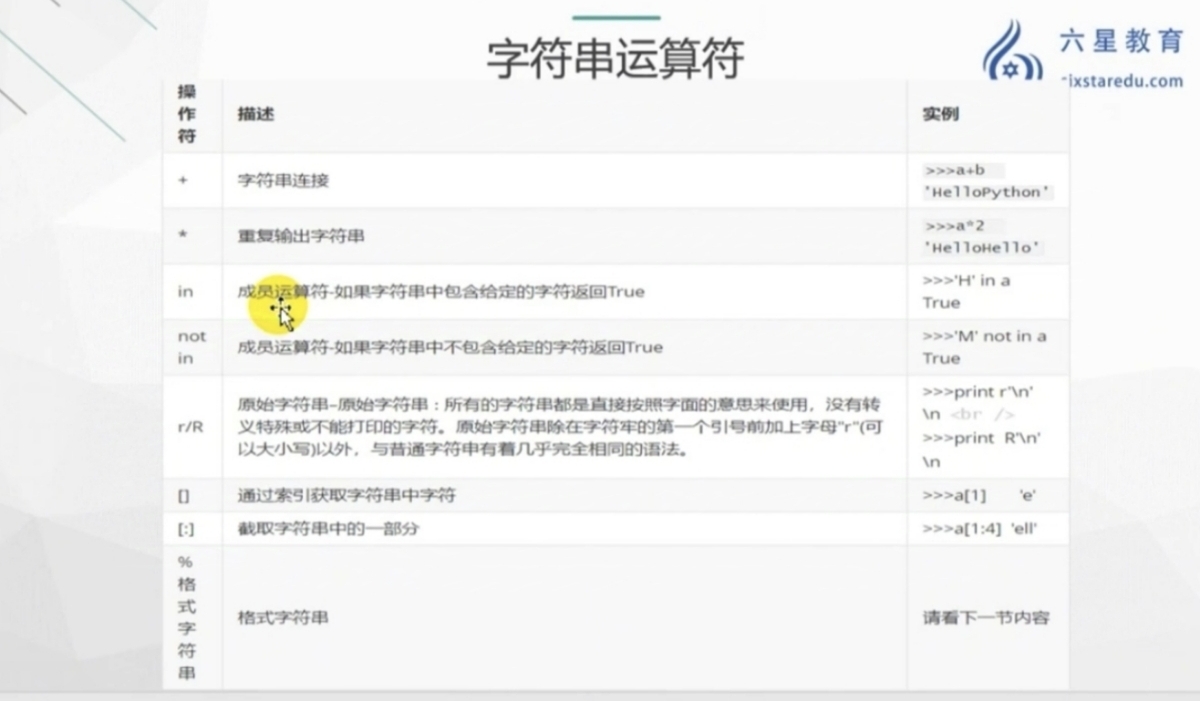 字符串运算符
六星教育
sixstaredu.com
操
作
符
描述
实例
+
字符串连接
>>>a+b
'HelloPython'
*
重复输出字符串
>>>a*2
'HelloHello'
in
成员运算符-如果字符串中包含给定的字符返回True
>>>'H' in a
True
not
in
成员运算符-如果字符串中不包含给定的字符返回True
>>>'M' not in a
True
r/R
原始字符串–原始字符串：所有的字符串都是直接按照字面的意思来使用，没有转
义特殊或不能打印的字符。原始字符串除在字符牢的第一个引号前加上字母"r"(可
以大小写)以外，与昔通字符申有着几乎完全相同的语法。
>>>print r'\n'
\n <br />
>>>print R'\n'
\n
[]
通过索引获取字符串中字符
>>>a[1] 'e'
[:]
截取字符串中的一部分
>>>a[1:4] 'ell'
%
格
式
字
符
串
格式字符串
请看下一节内容